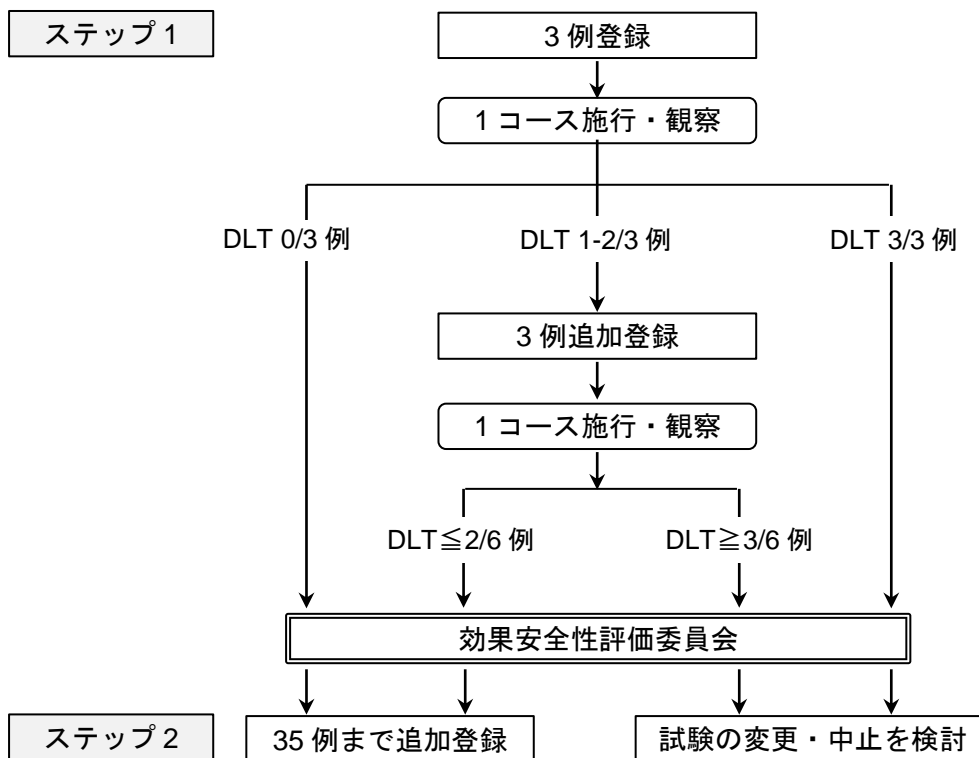 ステップ 1
3 例登録
1 コース施行・観察
DLT 0/3 例
DLT 1-2/3 例
DLT 3/3 例
3 例追加登録
1 コース施行・観察
DLT≦2/6 例
DLT≧3/6 例
効果安全性評価委員会
ステップ 2
35 例まで追加登録
試験の変更・中止を検討